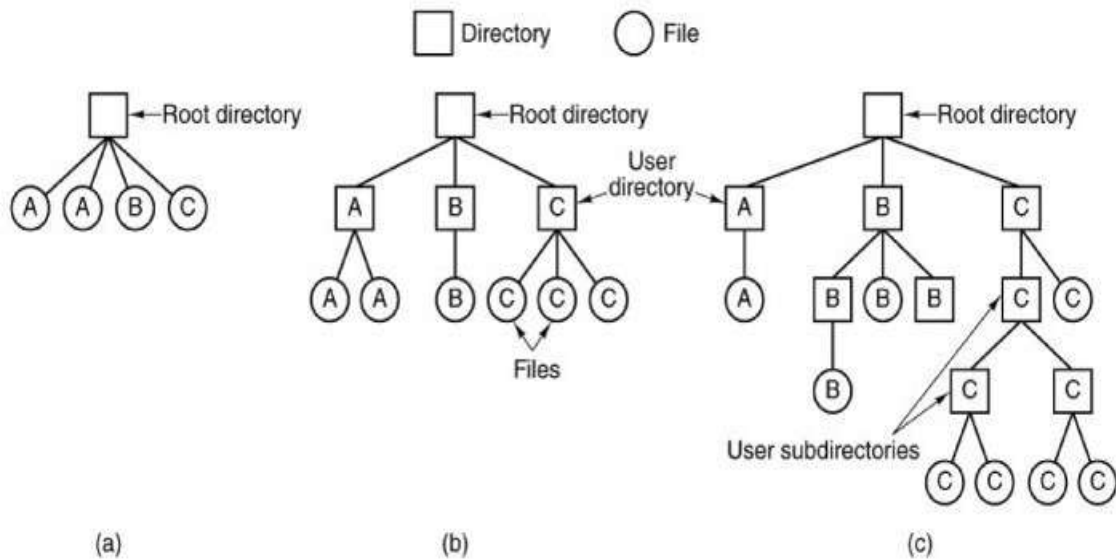 Directory File
Root directory Root directory Root directory
User
directory
A B C A B C
A A B C
A A B C C C A B B B C C
Files
B C C
User subdirectories
C C C C
(a) (b) (c)